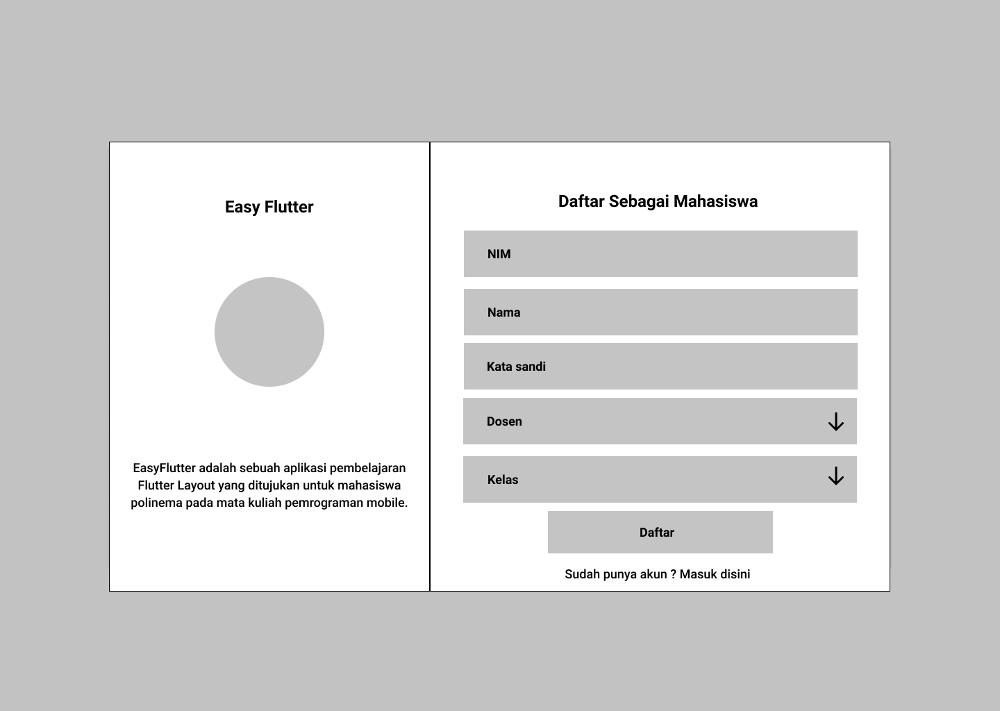 Easy Flutter
EasyFlutter adalah sebuah aplikasi pembelajaran
Flutter Layout yang ditujukan untuk mahasiswa
polinema pada mata kuliah pemrograman mobile.
Daftar Sebagai Mahasiswa
NIM
Nama
Kata sandi
Dosen
Kelas
Daftar
Sudah punya akun ? Masuk disini